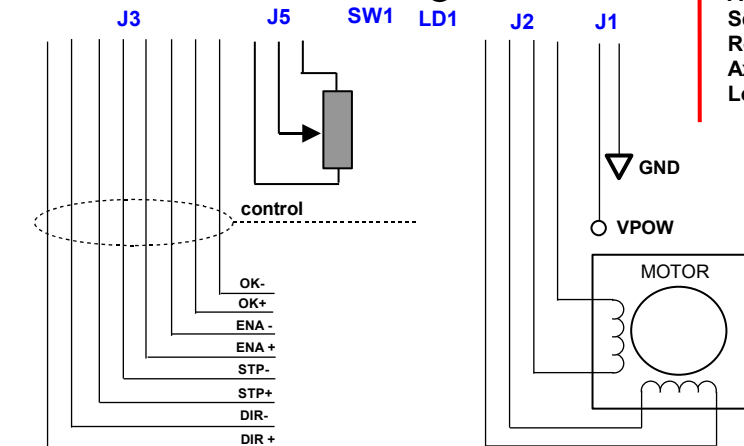 J3 J5 SW1 LD1 J2 J1
GND
control
VPOW
MOTOR
OK-
OK+
ENA -
ENA +
STP-
STP+
DIR-
DIR +